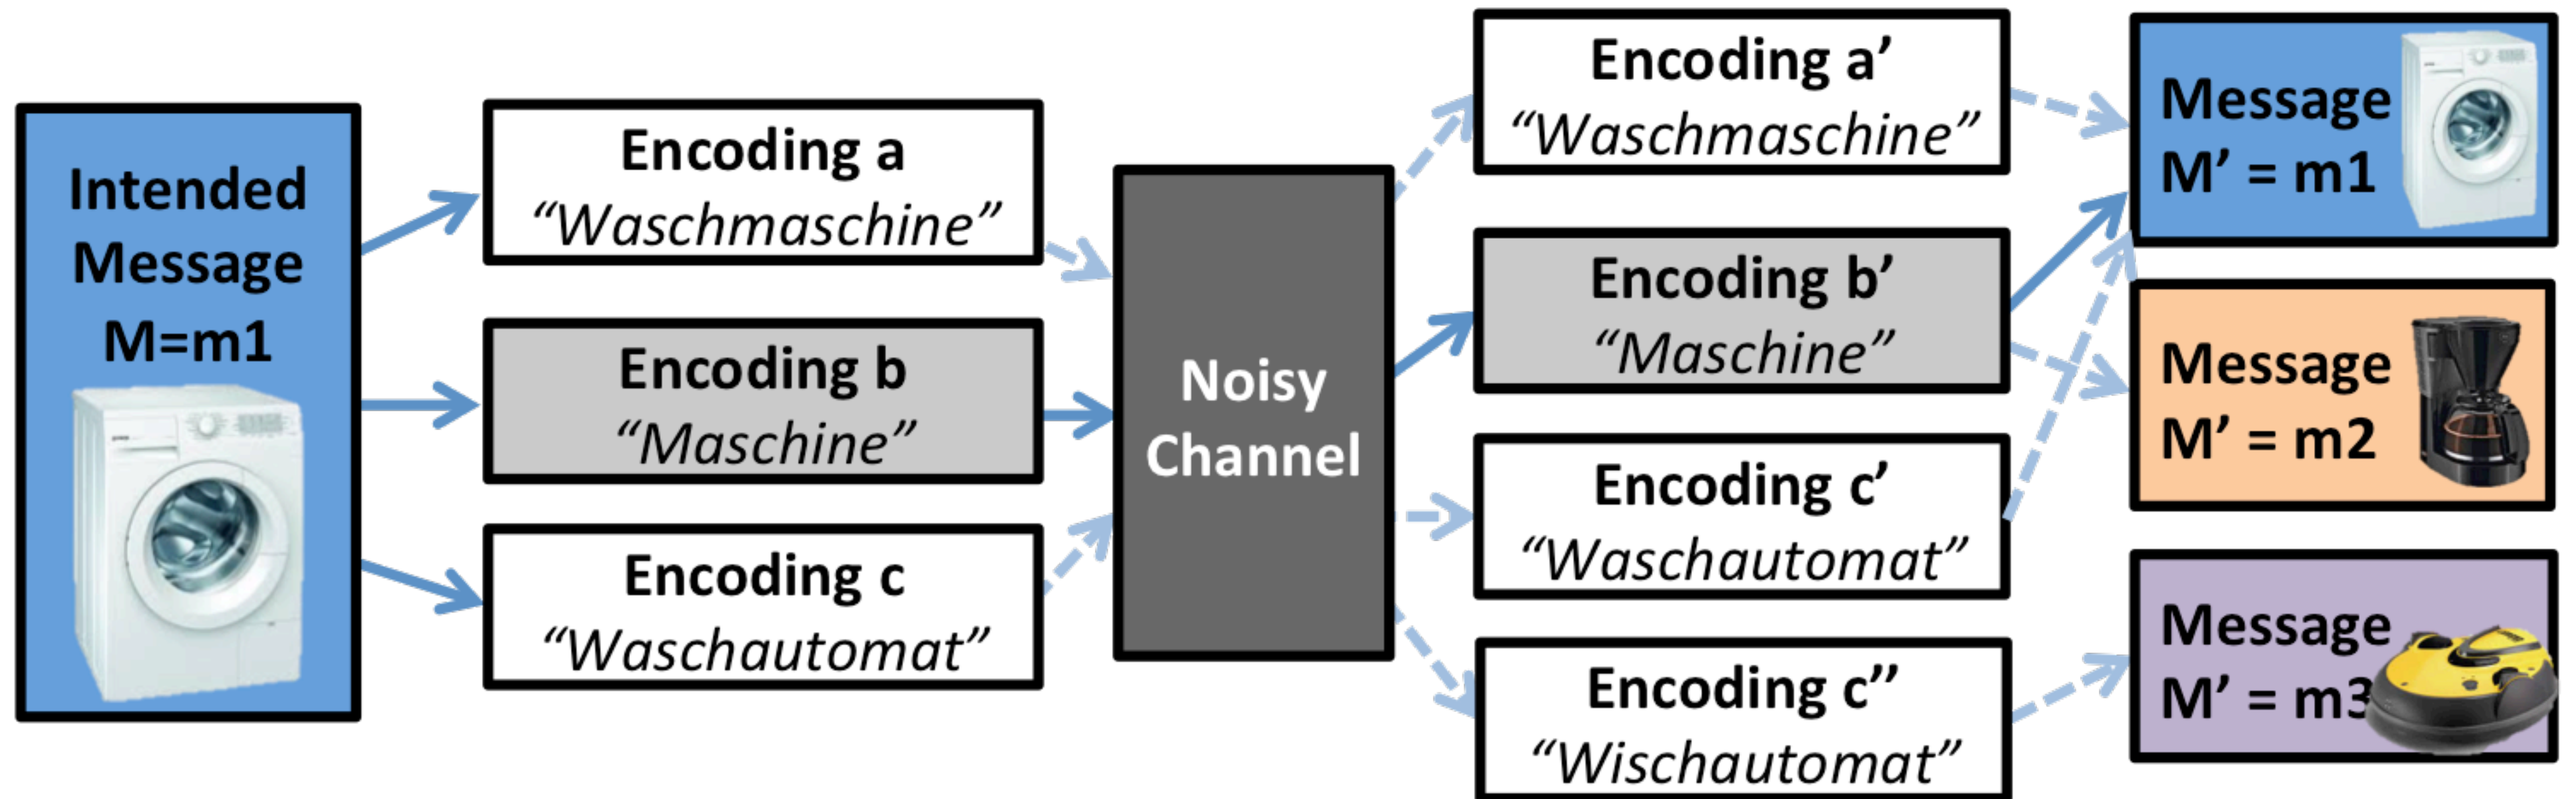 Intended
Message
M=m1
Encoding a
“Waschmaschine”
Encoding b
“Maschine”
Encoding c
“Waschautomat”
Noisy
Channel
Encoding a’
“Waschmaschine”
Encoding b’
“Maschine”
Encoding c’
“Waschautomat”
Encoding c’’
“Wischautomat”
Message
M’ = m1
Message
M’ = m2
Message
M’ = m3